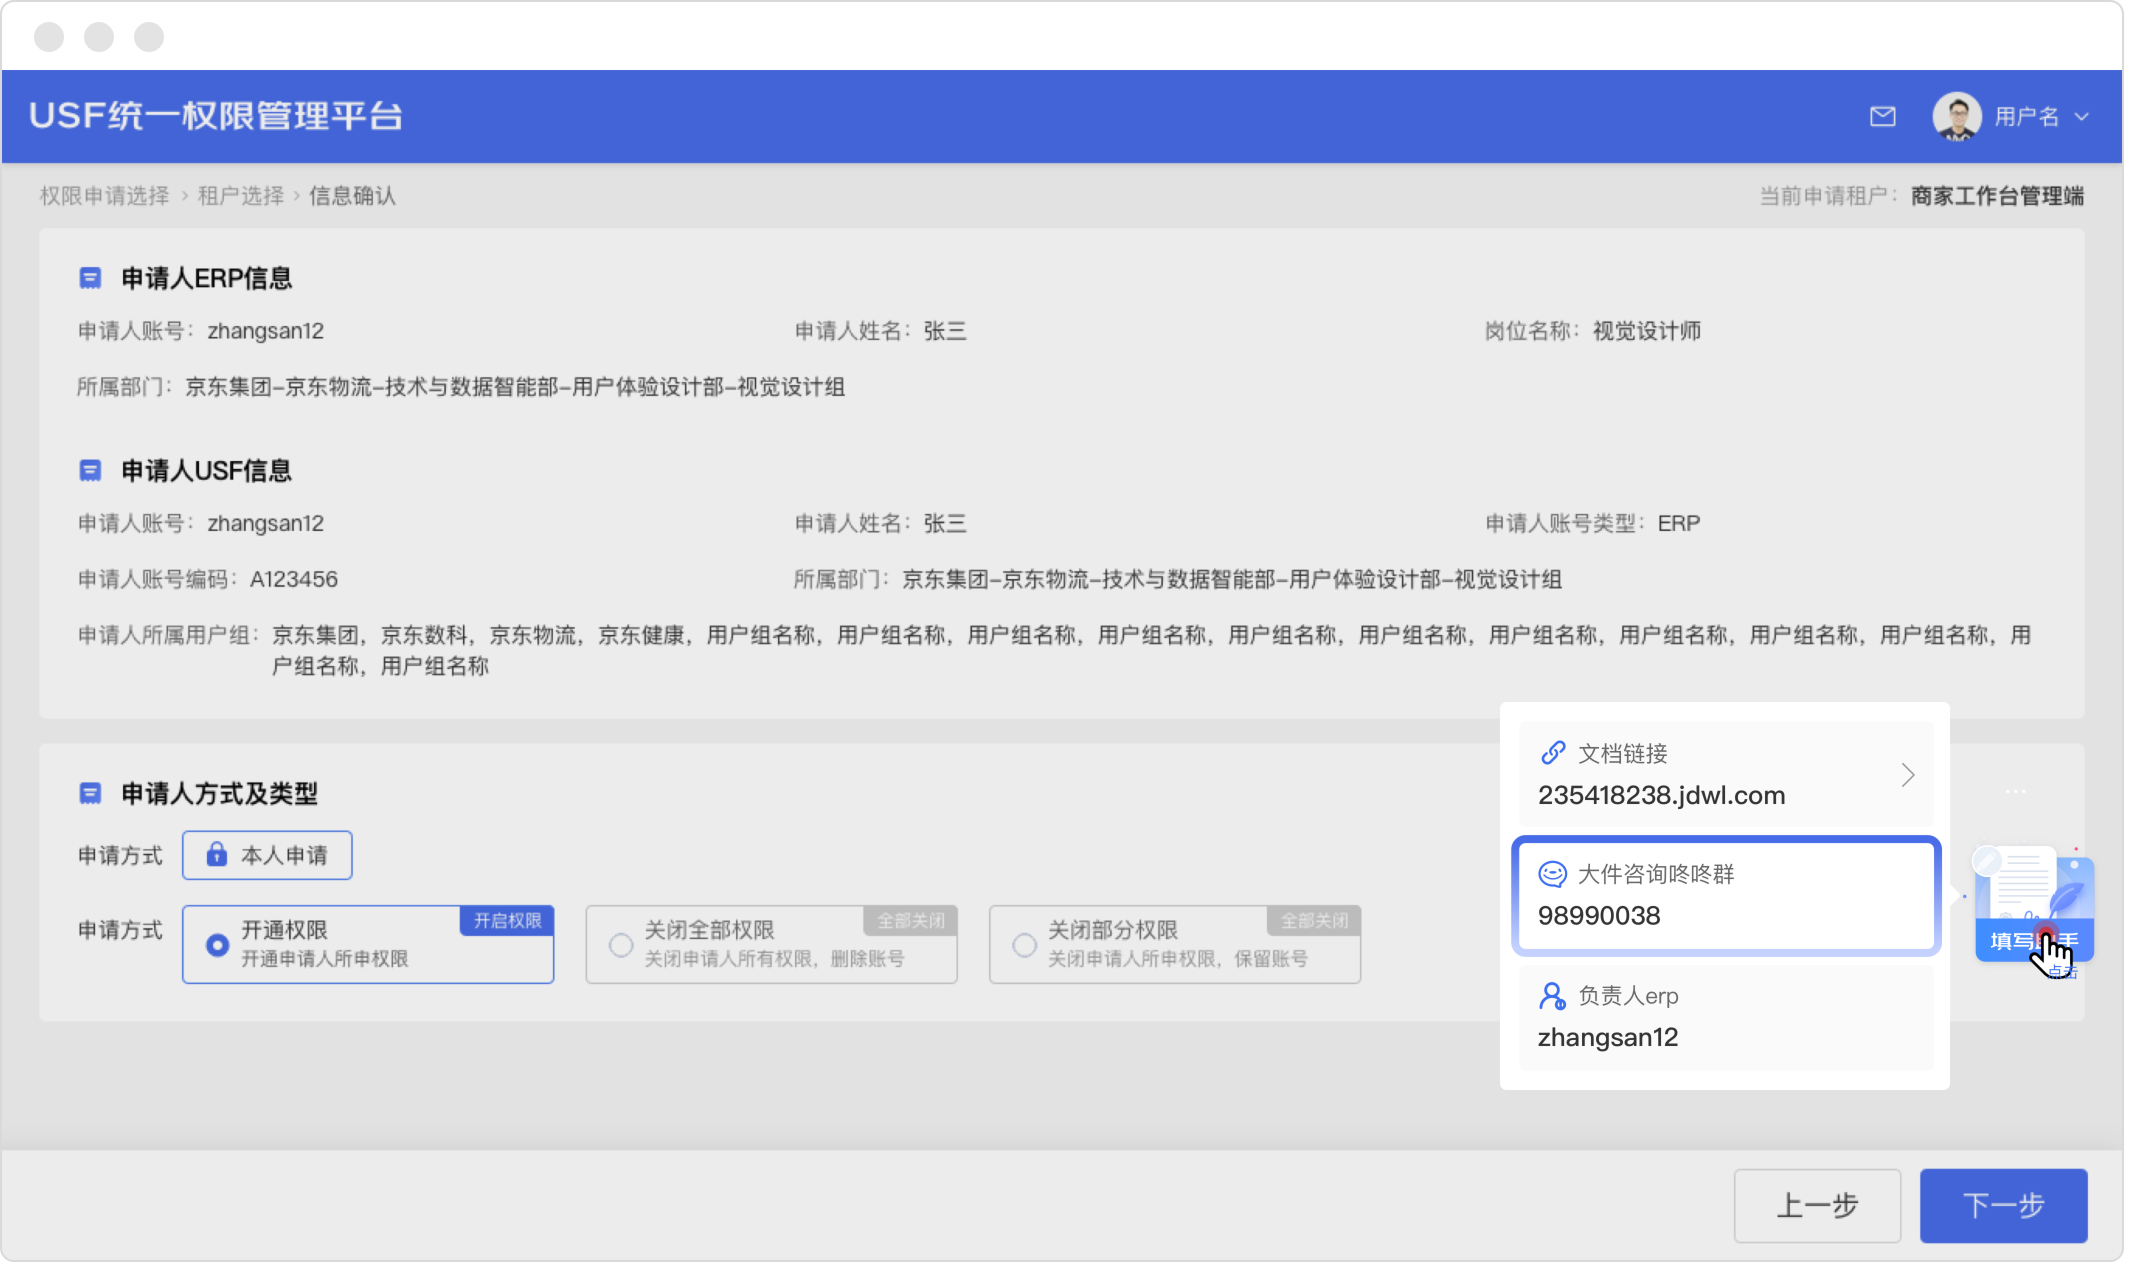 USF统一权限管理平台
用户名
权限申请选择 › 租户选择 › 信息确认
当前申请租户：商家工作台管理端
申请人ERP信息
申请人账号：zhangsan12
申请人姓名：张三
岗位名称：视觉设计师
所属部门：京东集团-京东物流-技术与数据智能部-用户体验设计部-视觉设计组
申请人USF信息
申请人账号：zhangsan12
申请人姓名：张三
申请人账号类型：ERP
申请人账号编码：A123456
所属部门：京东集团-京东物流-技术与数据智能部-用户体验设计部-视觉设计组
申请人所属用户组：京东集团，京东数科，京东物流，京东健康，用户组名称，用户组名称，用户组名称，用户组名称，用户组名称，用户组名称，用户组名称，用户组名称，用户组名称，用户组名称，用
户组名称，用户组名称
申请人方式及类型
申请方式
本人申请
申请方式
开通权限
开启权限
开通申请人所申权限
关闭全部权限
全部关闭
关闭申请人所有权限，删除账号
关闭部分权限
全部关闭
关闭申请人所申权限，保留账号
文档链接
235418238.jdwl.com
大件咨询咚咚群
98990038
负责人erp
zhangsan12
填写 手
点击
上一步
下一步